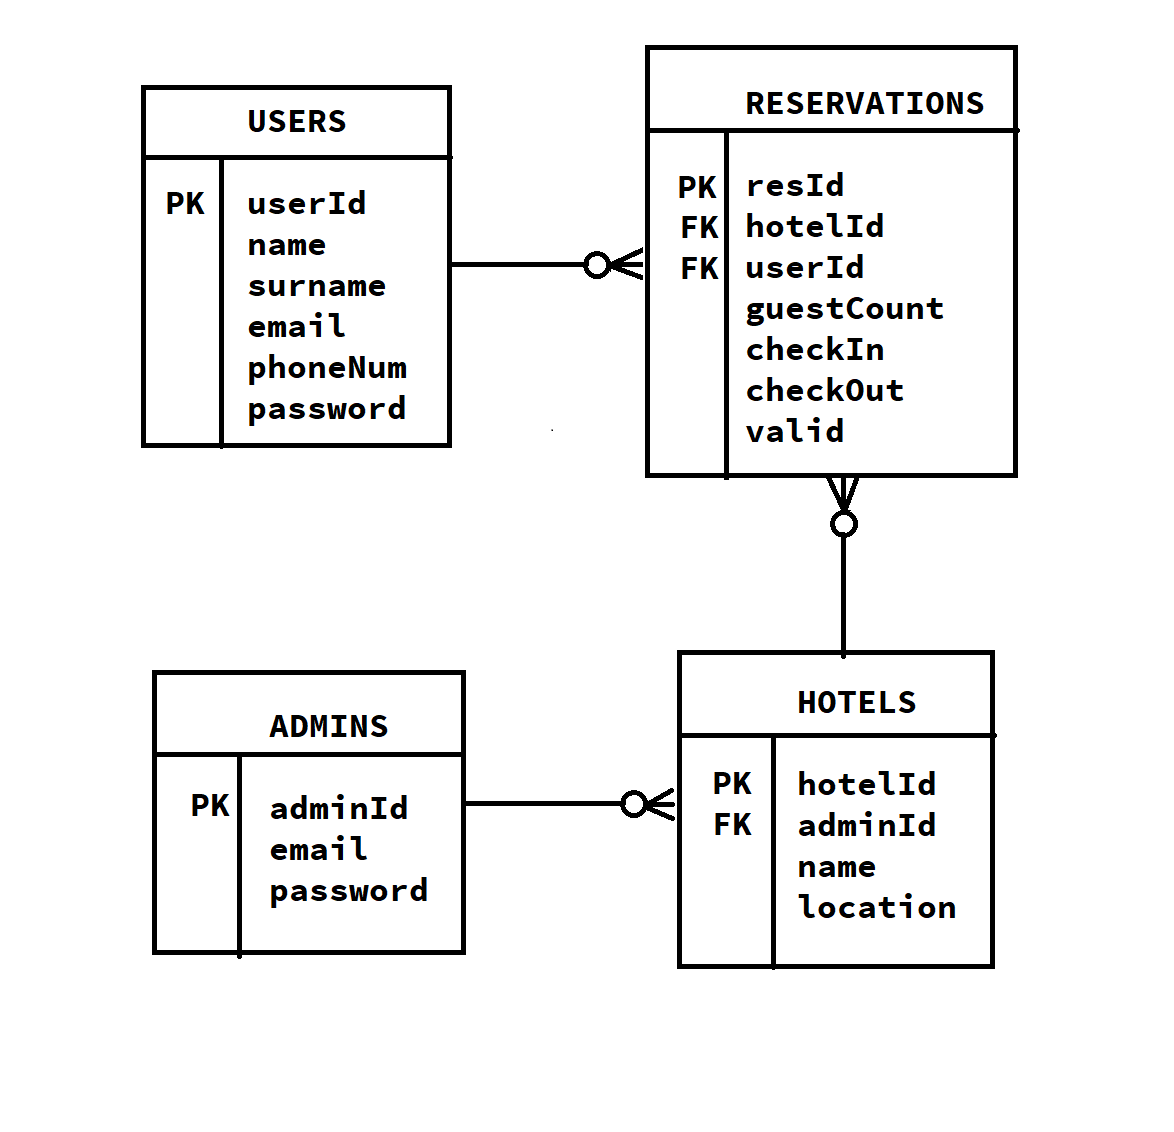 USERS
PK userId
name
surname
email
phoneNum
password
RESERVATIONS
PK resId
FK hotelId
FK userId
guestCount
checkIn
checkOut
valid
ADMINS
PK adminId
email
password
HOTELS
PK hotelId
FK adminId
name
location